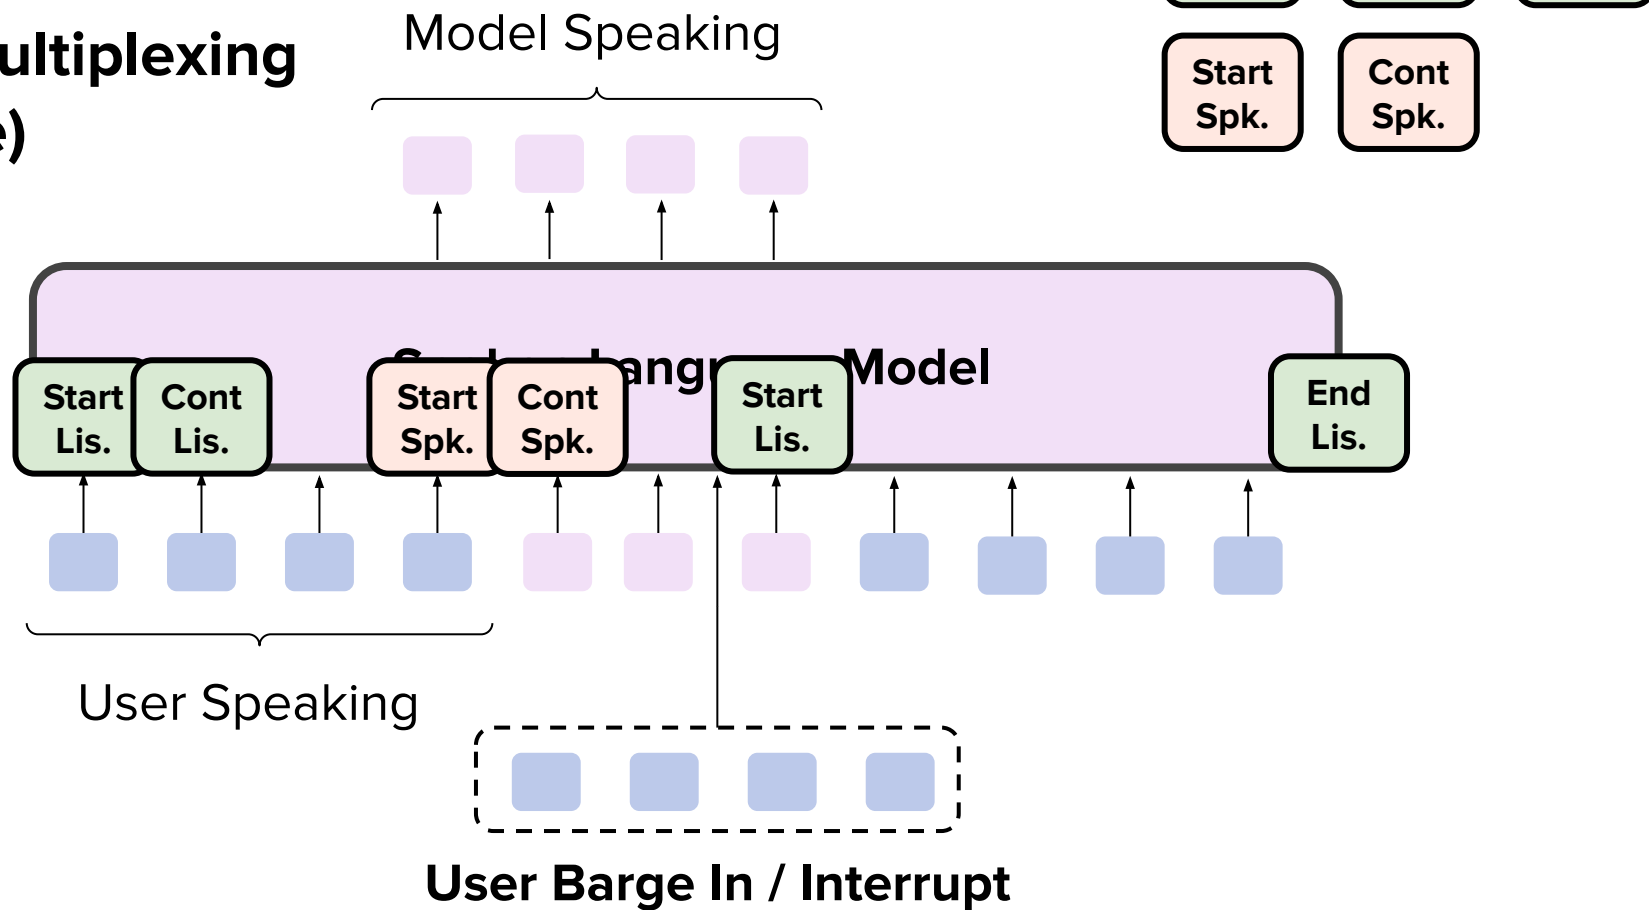 ultiplexing
e)
Model Speaking
Start
Spk.
Cont
Spk.
Model
Start
Lis.
Cont
Lis.
Start
Spk.
Cont
Spk.
Start
Lis.
End
Lis.
User Speaking
User Barge In / Interrupt